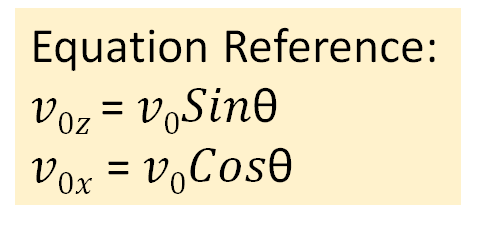 Equation Reference:
v₀z = v₀Sinθ
v₀x = v₀Cosθ